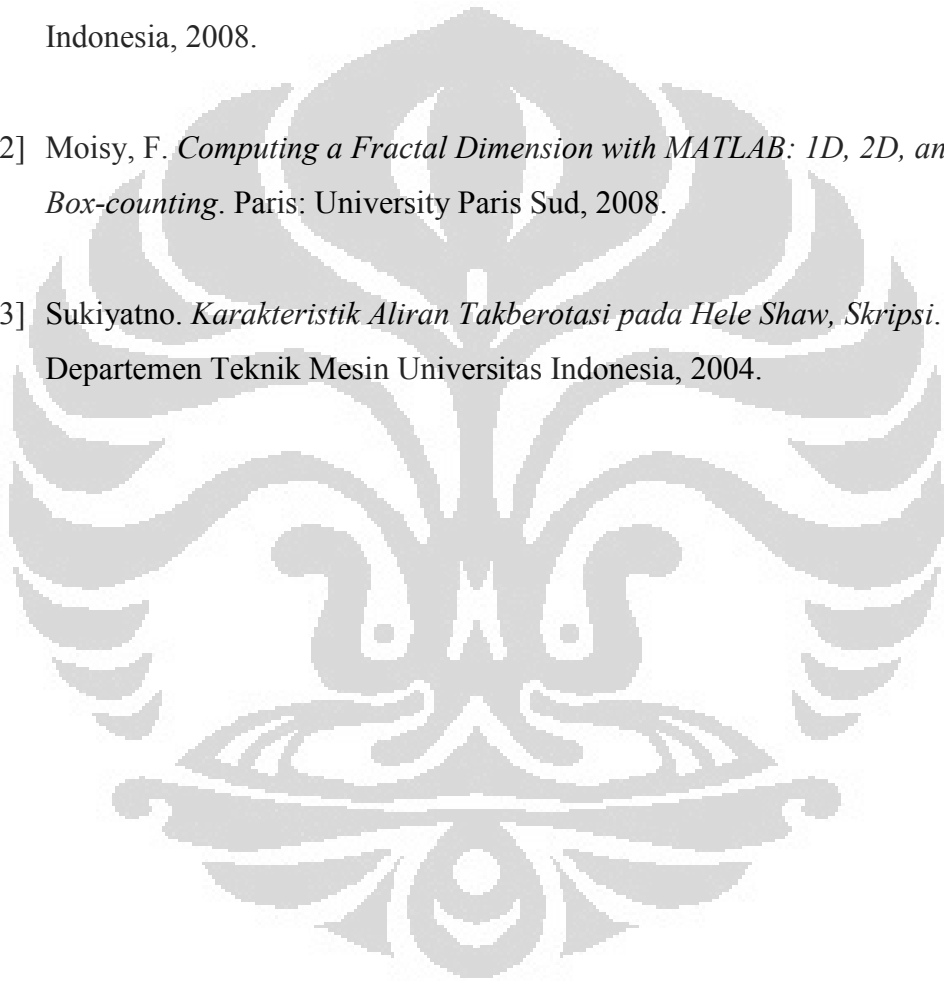 Indonesia, 2008.
2] Moisy, F. Computing a Fractal Dimension with MATLAB: 1D, 2D, an
Box-counting. Paris: University Paris Sud, 2008.
3] Sukiyatno. Karakteristik Aliran Takberotasi pada Hele Shaw, Skripsi.
Departemen Teknik Mesin Universitas Indonesia, 2004.